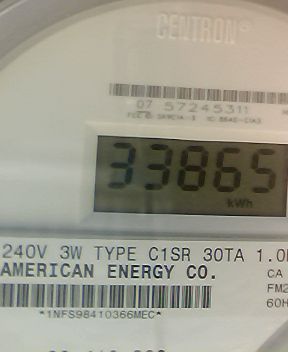 CENTRON®
07 57245311
33865
kWh
240V 3W TYPE C1SR 30TA 1.0
AMERICAN ENERGY CO.
CA
FM2
60H
*1NFS98410366MEC*